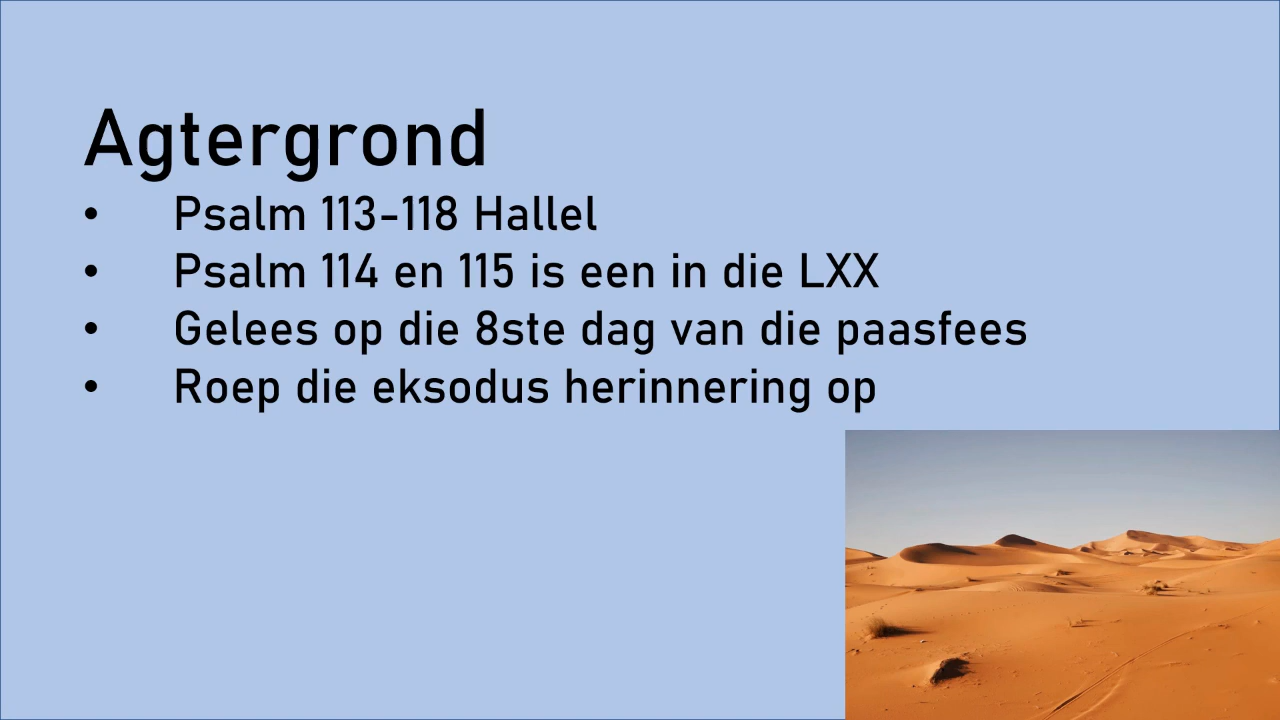 Agtergrond
• Psalm 113-118 Hallel
• Psalm 114 en 115 is een in die LXX
• Gelees op die 8ste dag van die paasfees
• Roep die eksodus herinnering op